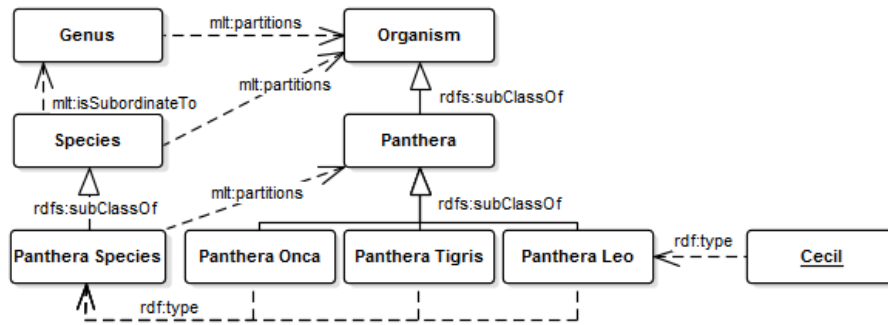 Genus
mlt:partitions
Organism
mlt:partitions
mlt:isSubordinateTo
rdfs:subClassOf
Species
Panthera
mlt:partitions
rdfs:subClassOf
rdfs:subClassOf
Panthera Species
Panthera Onca
Panthera Tigris
Panthera Leo
rdf:type
Cecil
rdf:type